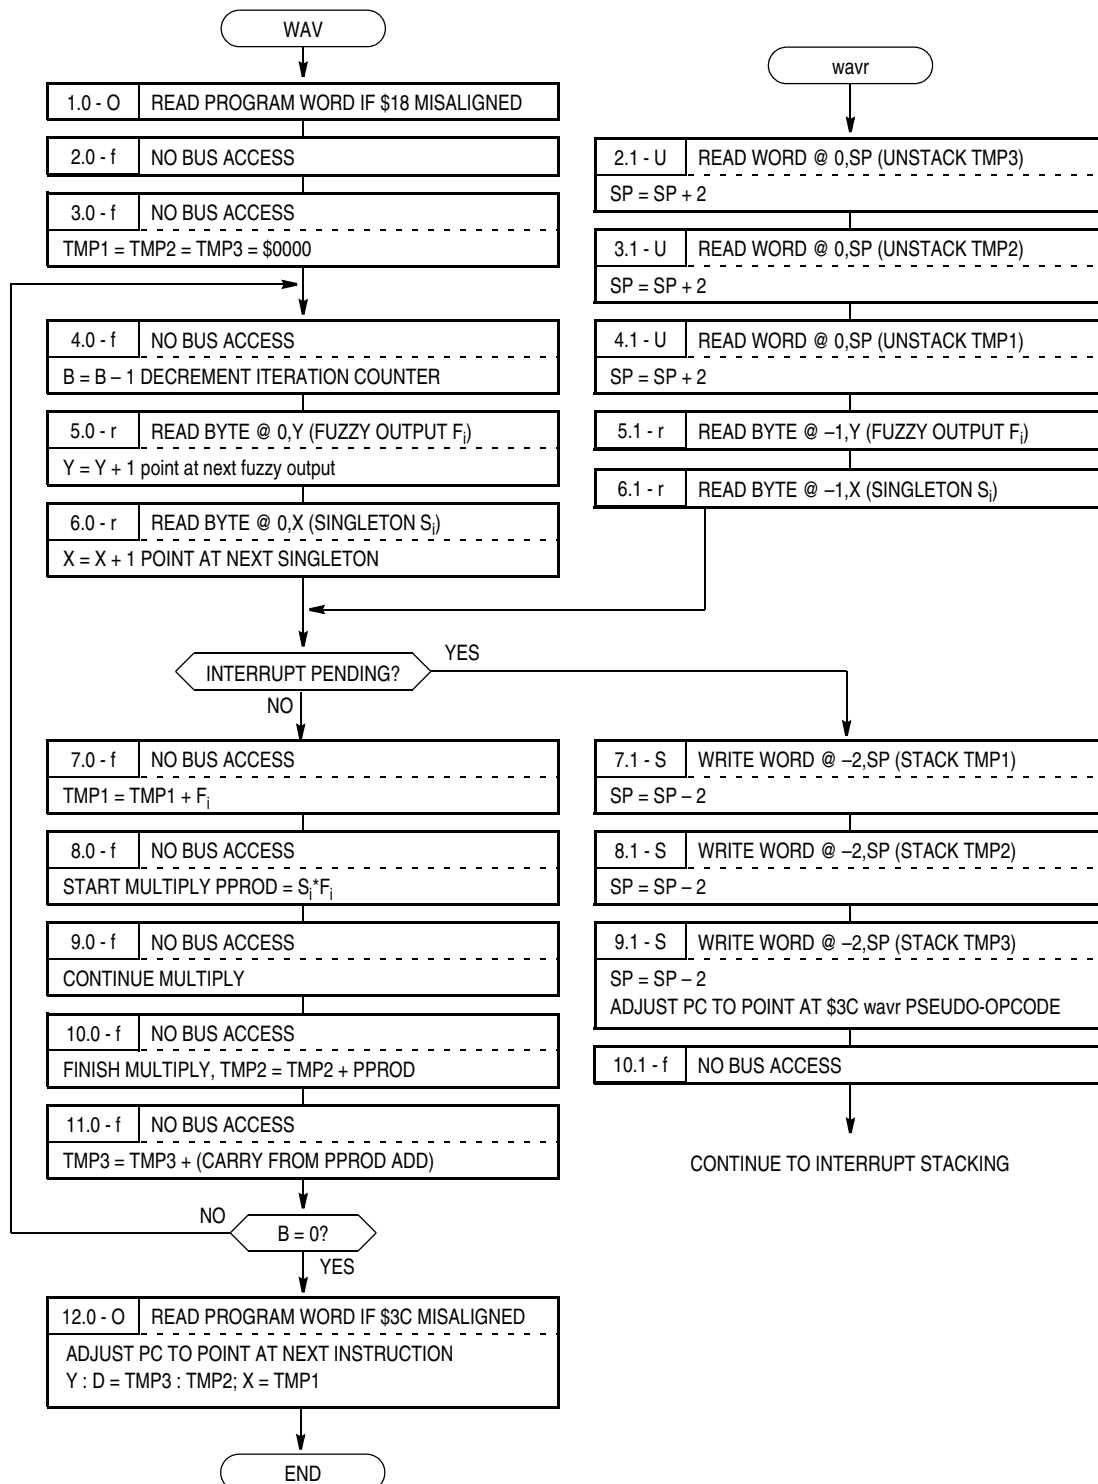 WAV
1.0 - O READ PROGRAM WORD IF $18 MISALIGNED
2.0 - f NO BUS ACCESS
3.0 - f NO BUS ACCESS
TMP1 = TMP2 = TMP3 = $0000
4.0 - f NO BUS ACCESS
B = B – 1 DECREMENT ITERATION COUNTER
5.0 - r READ BYTE @ 0,Y (FUZZY OUTPUT Fi)
Y = Y + 1 point at next fuzzy output
6.0 - r READ BYTE @ 0,X (SINGLETON Si)
X = X + 1 POINT AT NEXT SINGLETON
wavr
2.1 - U READ WORD @ 0,SP (UNSTACK TMP3)
SP = SP + 2
3.1 - U READ WORD @ 0,SP (UNSTACK TMP2)
SP = SP + 2
4.1 - U READ WORD @ 0,SP (UNSTACK TMP1)
SP = SP + 2
5.1 - r READ BYTE @ –1,Y (FUZZY OUTPUT Fi)
6.1 - r READ BYTE @ –1,X (SINGLETON Si)
INTERRUPT PENDING?
YES
NO
7.0 - f NO BUS ACCESS
TMP1 = TMP1 + Fi
8.0 - f NO BUS ACCESS
START MULTIPLY PPROD = Si*Fi
9.0 - f NO BUS ACCESS
CONTINUE MULTIPLY
10.0 - f NO BUS ACCESS
FINISH MULTIPLY, TMP2 = TMP2 + PPROD
11.0 - f NO BUS ACCESS
TMP3 = TMP3 + (CARRY FROM PPROD ADD)
7.1 - S WRITE WORD @ –2,SP (STACK TMP1)
SP = SP – 2
8.1 - S WRITE WORD @ –2,SP (STACK TMP2)
SP = SP – 2
9.1 - S WRITE WORD @ –2,SP (STACK TMP3)
SP = SP – 2
ADJUST PC TO POINT AT $3C wavr PSEUDO-OPCODE
10.1 - f NO BUS ACCESS
CONTINUE TO INTERRUPT STACKING
NO
B = 0?
YES
12.0 - O READ PROGRAM WORD IF $3C MISALIGNED
ADJUST PC TO POINT AT NEXT INSTRUCTION
Y : D = TMP3 : TMP2; X = TMP1
END